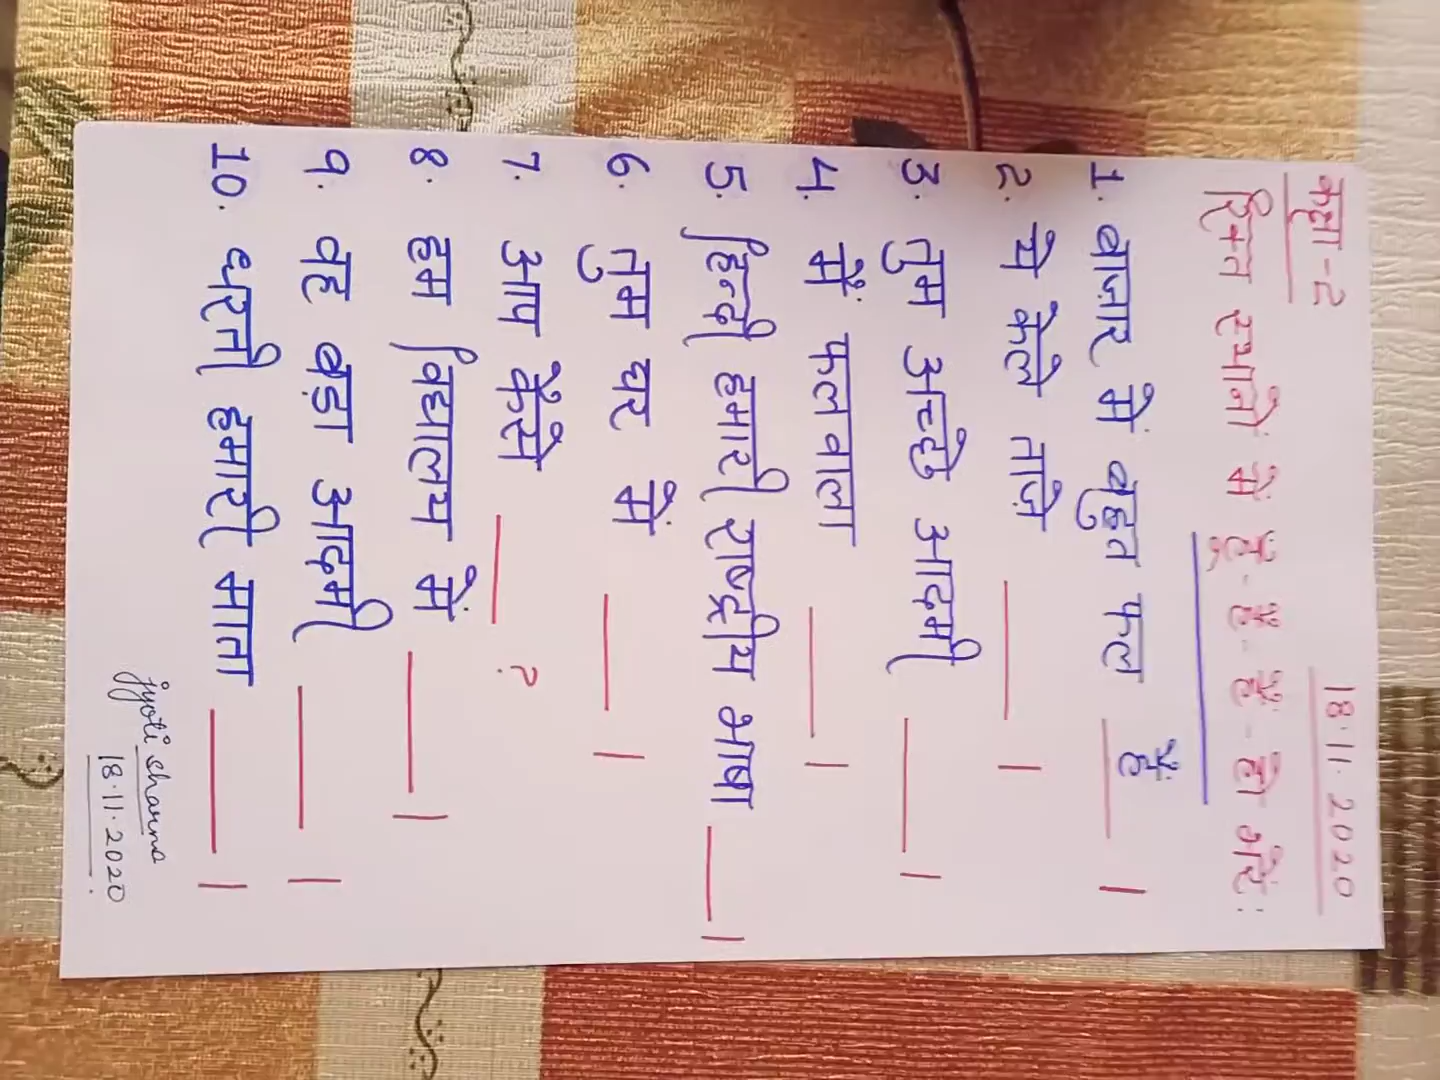 कक्षा-2
18.11.2020
रिक्त स्थानों में हूँ-है-हैं-हो भरें:
1. बाज़ार में बहुत फल हैं ।
2. ये केले ताज़े ___ ।
3. तुम अच्छे आदमी ___ ।
4. मैं फलवाला ___ ।
5. हिन्दी हमारी राष्ट्रीय भाषा ___ ।
6. तुम घर में ___ ।
7. आप कैसे ___ ?
8. हम विद्यालय में ___ ।
९. वह बड़ा आदमी ___ ।
10. धरती हमारी माता ___ ।
jyoti sharma
18.11.2020